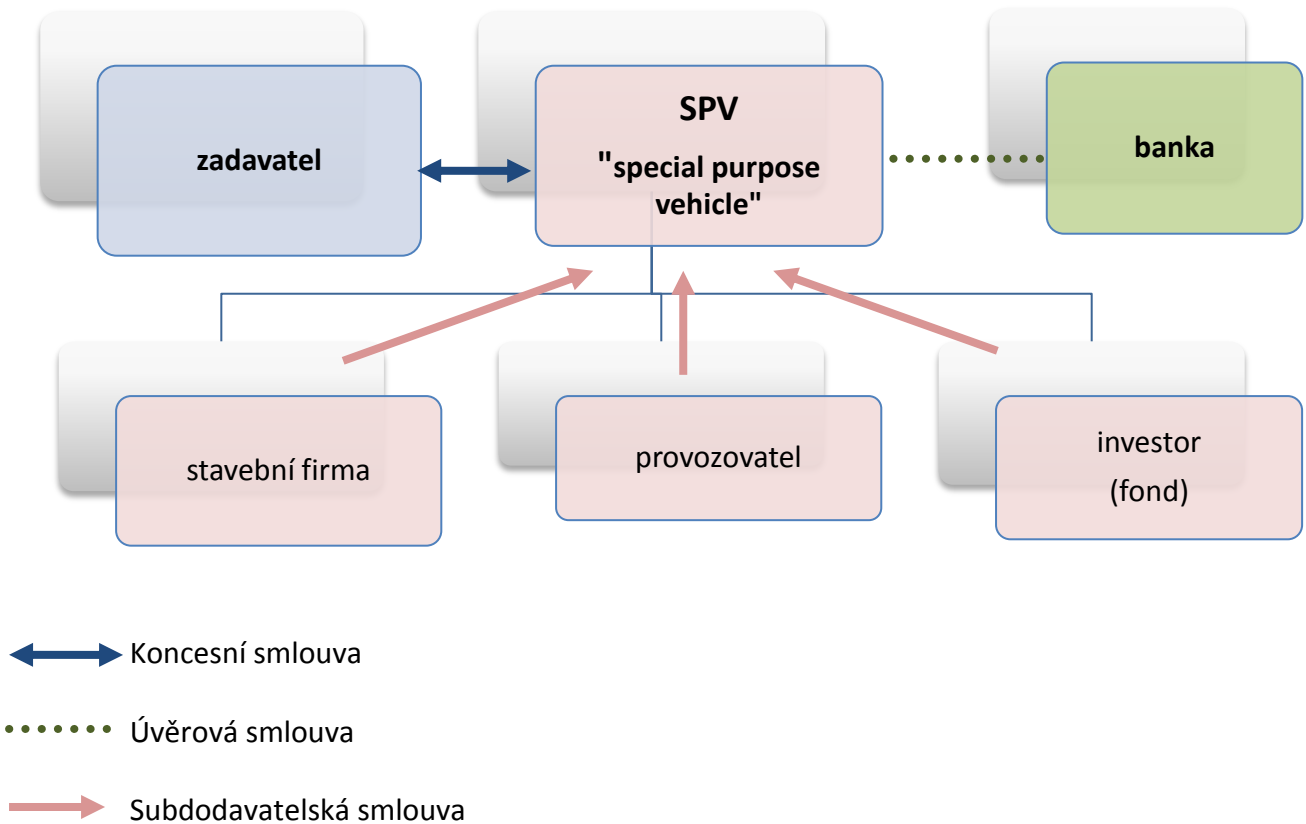 zadavatel
SPV
"special purpose
vehicle"
banka
stavební firma
provozovatel
investor
(fond)
Koncesní smlouva
Úvěrová smlouva
Subdodavatelská smlouva